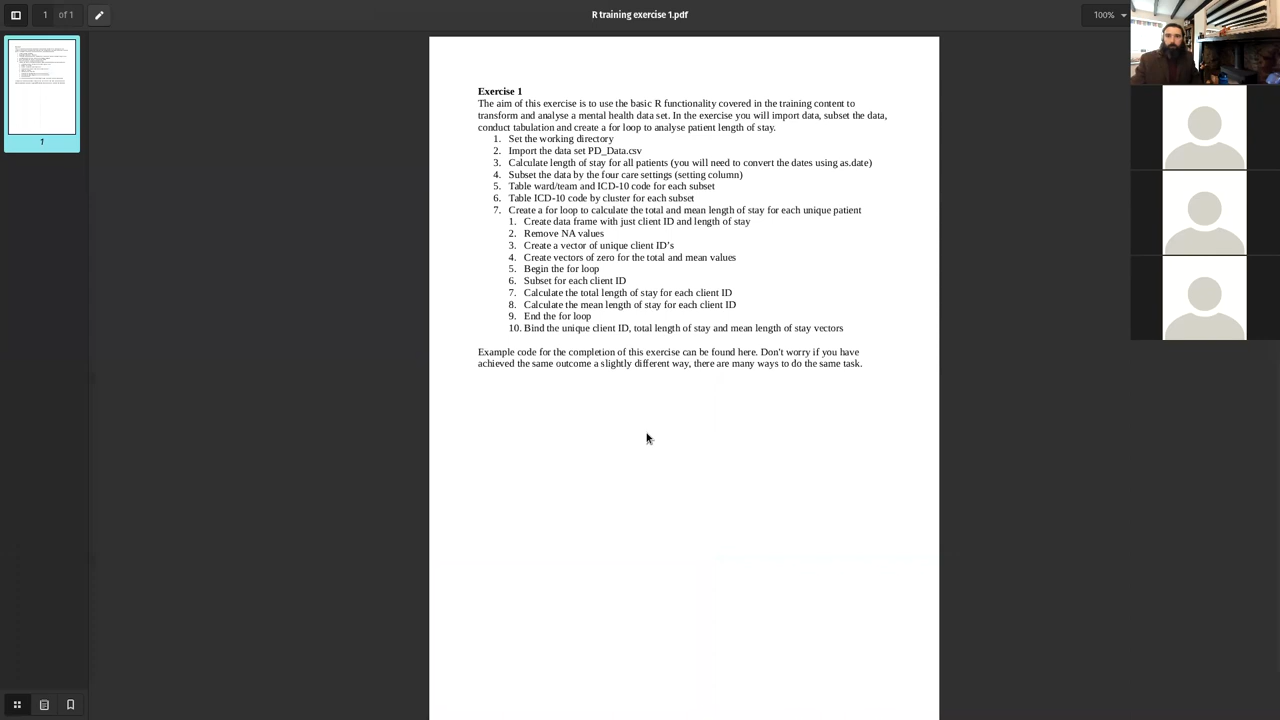 1 of 1
R training exercise 1.pdf
100%
1
Exercise 1
The aim of this exercise is to use the basic R functionality covered in the training content to
transform and analyse a mental health data set. In the exercise you will import data, subset the data,
conduct tabulation and create a for loop to analyse patient length of stay.
1. Set the working directory
2. Import the data set PD_Data.csv
3. Calculate length of stay for all patients (you will need to convert the dates using as.date)
4. Subset the data by the four care settings (setting column)
5. Table ward/team and ICD-10 code for each subset
6. Table ICD-10 code by cluster for each subset
7. Create a for loop to calculate the total and mean length of stay for each unique patient
1. Create data frame with just client ID and length of stay
2. Remove NA values
3. Create a vector of unique client ID's
4. Create vectors of zero for the total and mean values
5. Begin the for loop
6. Subset for each client ID
7. Calculate the total length of stay for each client ID
8. Calculate the mean length of stay for each client ID
9. End the for loop
10. Bind the unique client ID, total length of stay and mean length of stay vectors
Example code for the completion of this exercise can be found here. Don't worry if you have
achieved the same outcome a slightly different way, there are many ways to do the same task.